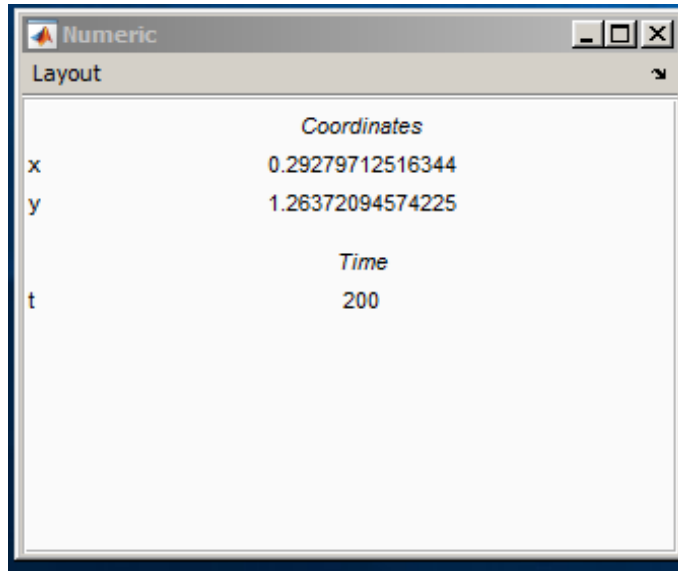 Numeric
Layout
Coordinates
x 0.29279712516344
y 1.26372094574225
Time
t 200